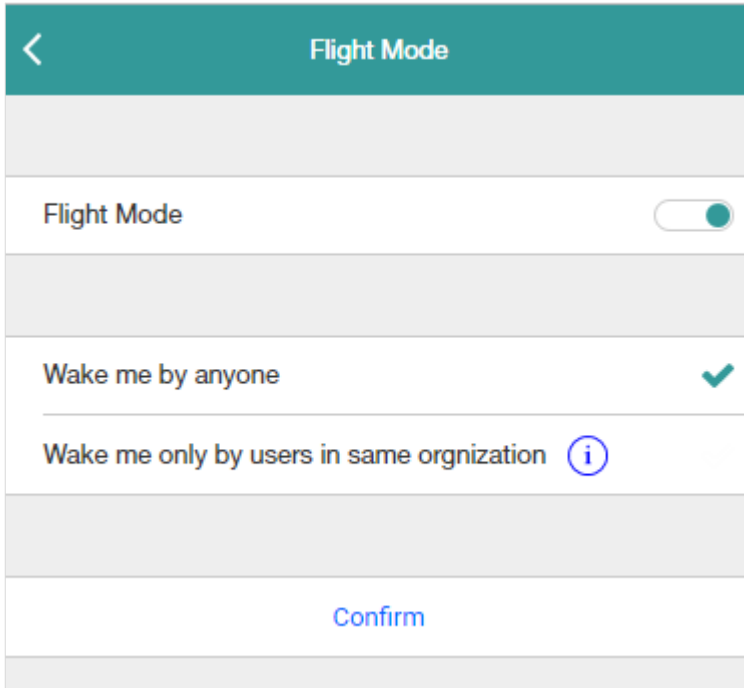 Flight Mode
Flight Mode
Wake me by anyone
Wake me only by users in same orgnization i
Confirm